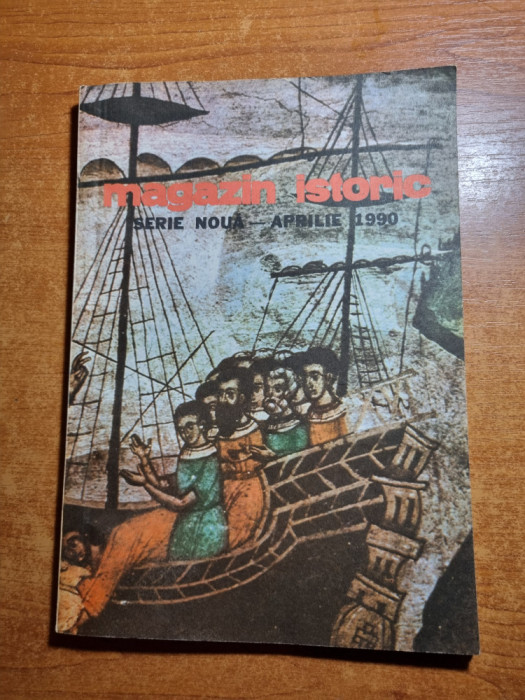 magazin istoric
SERIE NOUĂ — APRILIE 1990